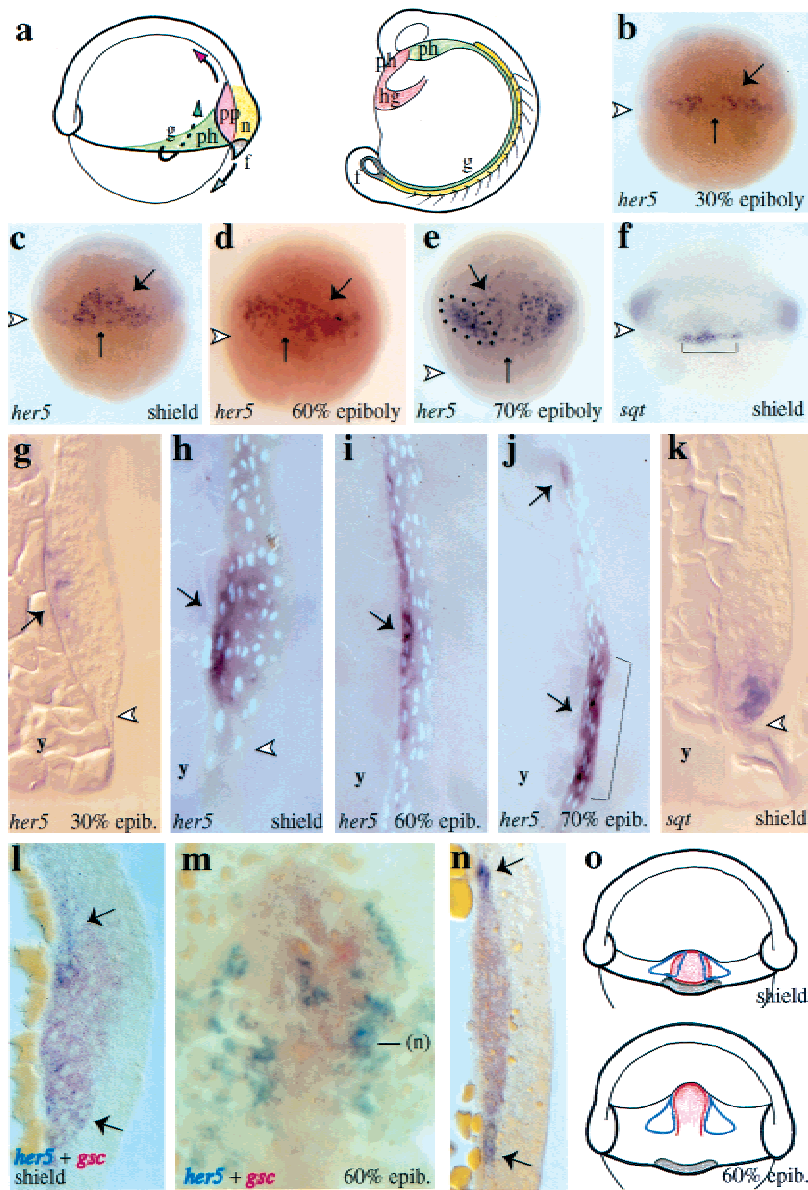 a
g
ph
pp
n
f
ph
ph
hg
g
f
b
her5 30% epiboly
c
her5 shield
d
her5 60% epiboly
e
her5 70% epiboly
f
sqt shield
g
y
her5 30% epib.
h
y
her5 shield
i
y
her5 60% epib.
j
y
her5 70% epib.
k
y
sqt shield
l
her5 + gsc
shield
m
(n)
her5 + gsc 60% epib.
n
o
shield
60% epib.